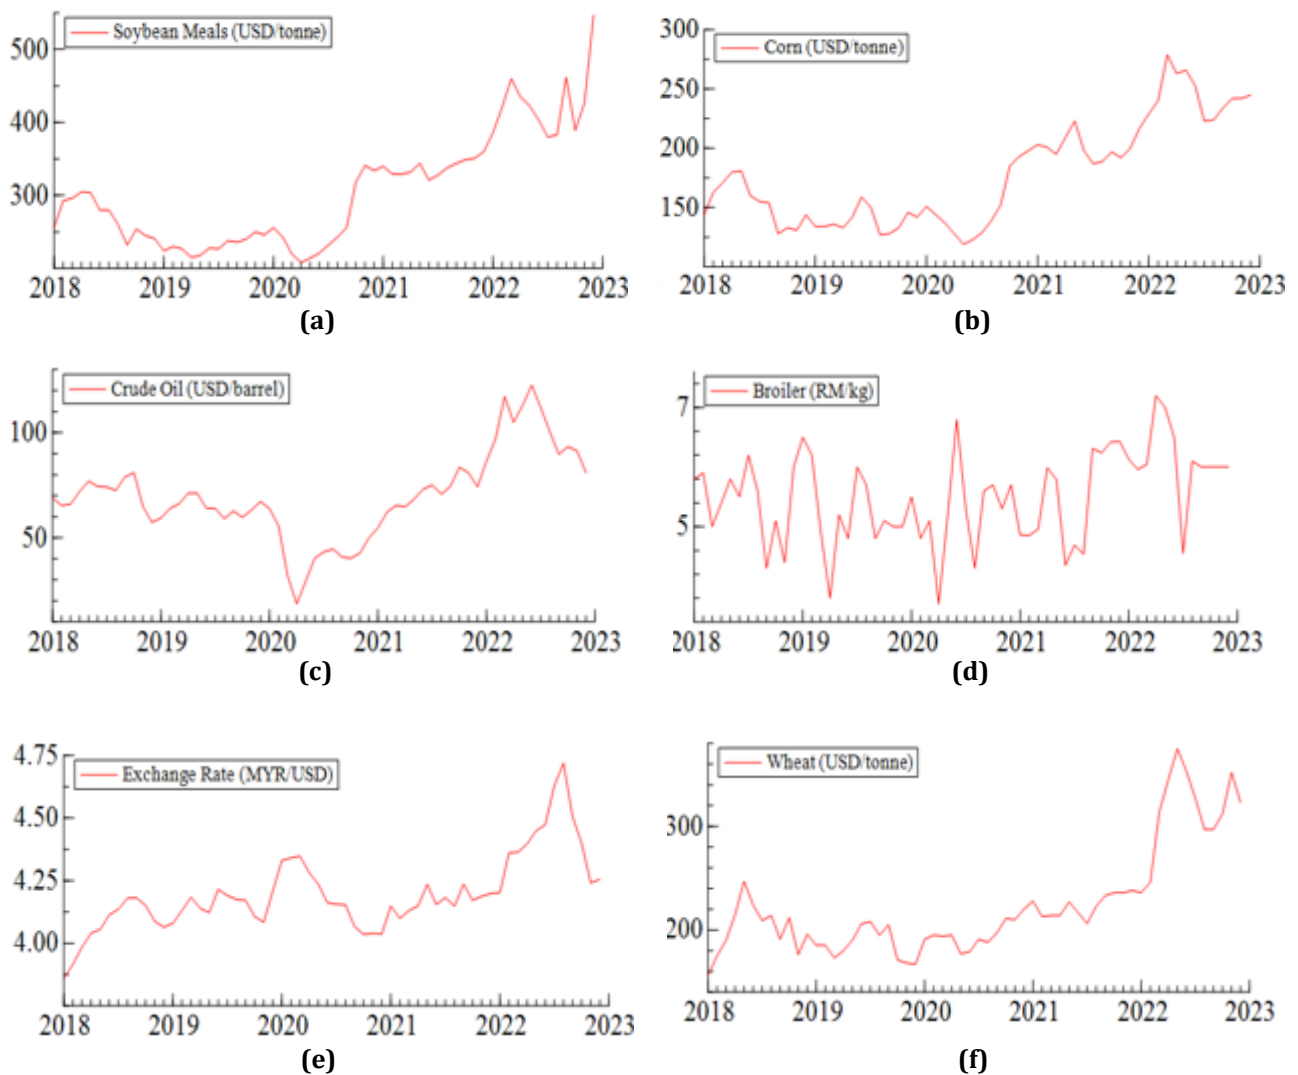 Soybean Meals (USD/tonne)
500
400
300
2018 2019 2020 2021 2022 2023
(a)
Corn (USD/tonne)
300
250
200
150
2018 2019 2020 2021 2022 2023
(b)
Crude Oil (USD/barrel)
100
50
2018 2019 2020 2021 2022 2023
(c)
Broiler (RM/kg)
7
5
2018 2019 2020 2021 2022 2023
(d)
4.75
Exchange Rate (MYR/USD)
4.50
4.25
4.00
2018 2019 2020 2021 2022 2023
(e)
Wheat (USD/tonne)
300
200
2018 2019 2020 2021 2022 2023
(f)